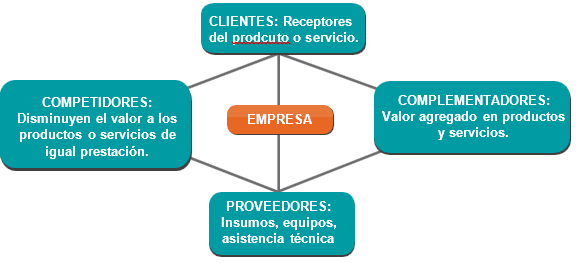 CLIENTES: Receptores
del prodcuto o servicio.
COMPETIDORES:
Disminuyen el valor a los
productos o servicios de
igual prestación.
EMPRESA
COMPLEMENTADORES:
Valor agregado en productos
y servicios.
PROVEEDORES:
Insumos, equipos,
asistencia técnica